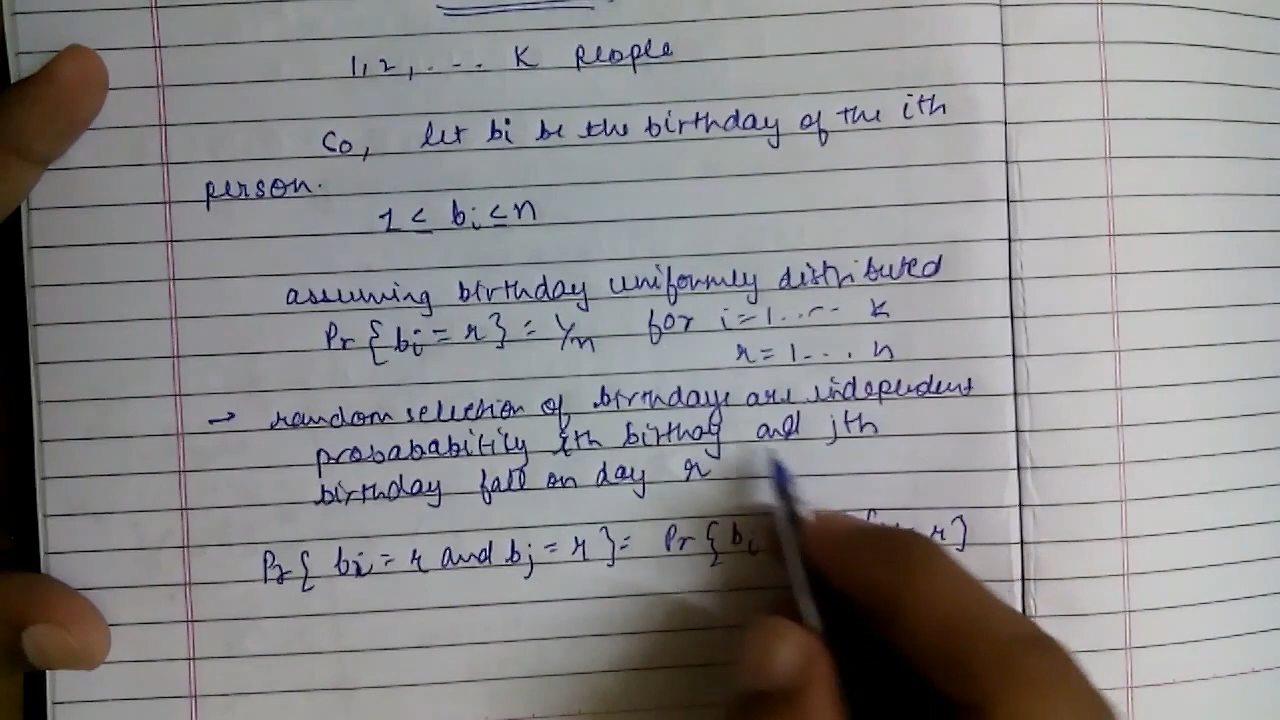 1, 2, . -- . K People
So, let bi be the birthday of the ith
person.
1 ≤ bi ≤ n
assuming birthday uniformly distributed
Pr { bi = r } = 1/n for i = 1 . . . - k
r = 1 - . . . n
→ random selection of birthdays are independent
probabability ith birthay and jth
birthday fall on day r
Pr { bi = r and bj = r } = Pr { bi r }